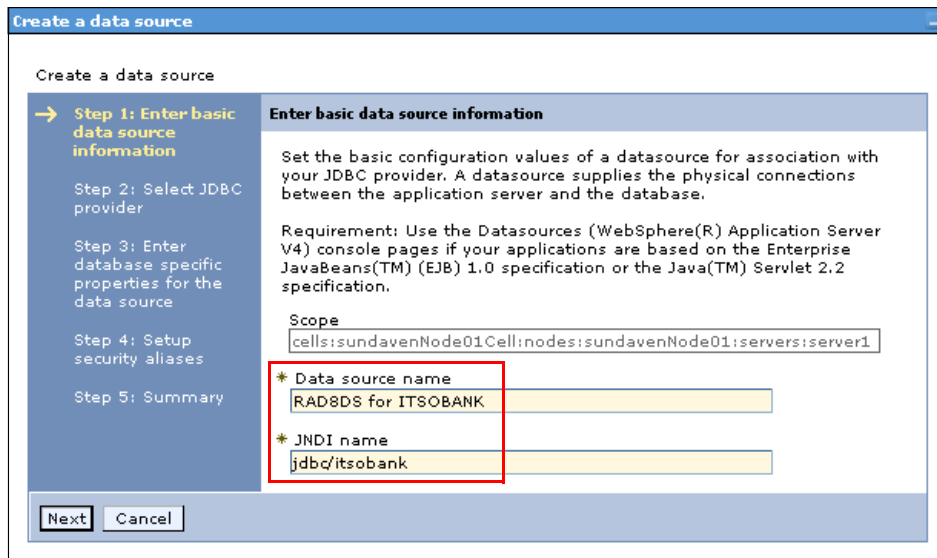 Create a data source
Create a data source
Step 1: Enter basic
data source
information
Step 2: Select JDBC
provider
Step 3: Enter
database specific
properties for the
data source
Step 4: Setup
security aliases
Step 5: Summary
Enter basic data source information
Set the basic configuration values of a datasource for association with
your JDBC provider. A datasource supplies the physical connections
between the application server and the database.
Requirement: Use the Datasources (WebSphere(R) Application Server
V4) console pages if your applications are based on the Enterprise
JavaBeans(TM) (EJB) 1.0 specification or the Java(TM) Servlet 2.2
specification.
Scope
cells:sundavenNode01Cell:nodes:sundavenNode01:servers:server1
* Data source name
RAD8DS for ITSOBANK
* JNDI name
jdbc/itsobank
Next Cancel